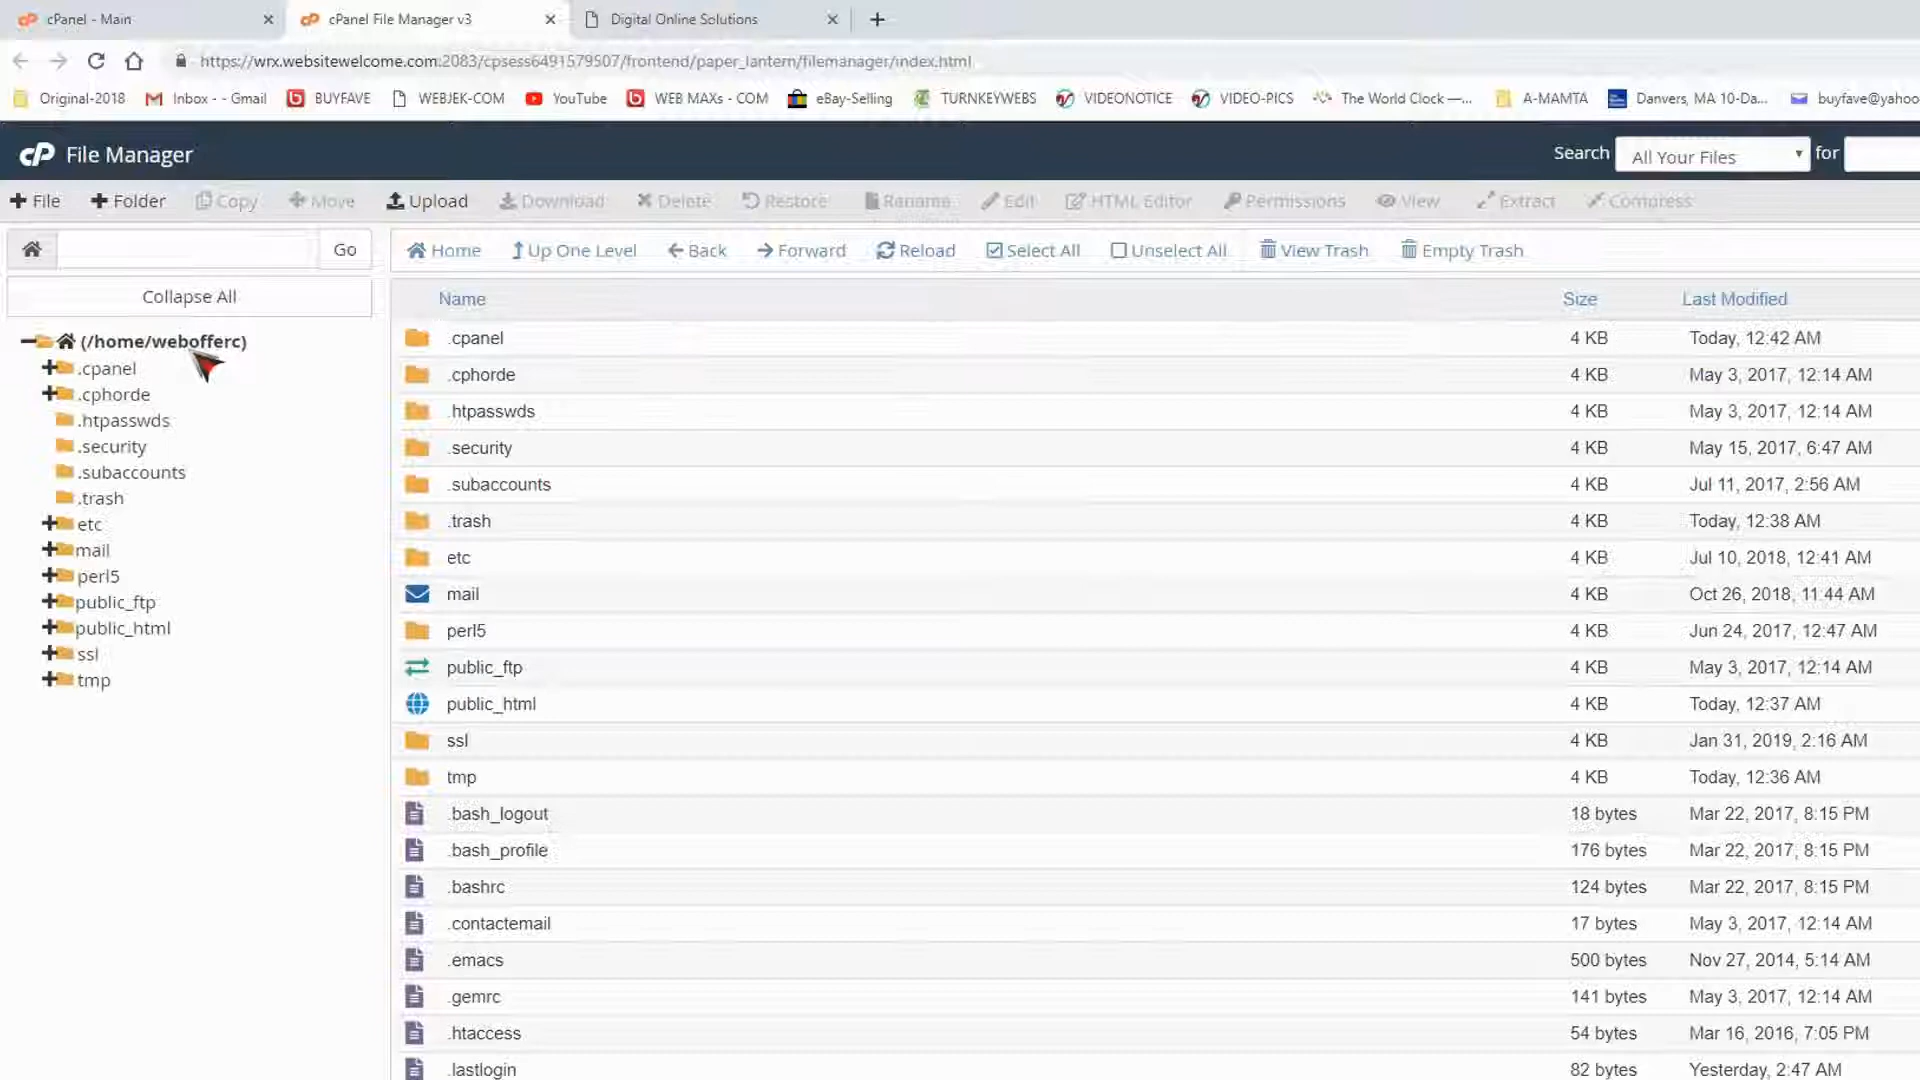 cPanel - Main
cPanel File Manager v3
Digital Online Solutions
https://wrx.websitewelcome.com:2083/cpsess6491579507/frontend/paper_lantern/filemanager/index.html
Original-2018
Inbox - - Gmail
BUYFAVE
WEBJEK-COM
YouTube
WEB MAXs - COM
eBay-Selling
TURNKEYWEBS
VIDEONOTICE
VIDEO-PICS
The World Clock —...
A-MAMTA
Danvers, MA 10-Da...
buyfave@yahoo
cP File Manager
Search All Your Files for
File
Folder
Copy
Move
Upload
Download
Delete
Restore
Rename
Edit
HTML Editor
Permissions
View
Extract
Compress
Go
Home
Up One Level
Back
Forward
Reload
Select All
Unselect All
View Trash
Empty Trash
Collapse All
(/home/webofferc)
.cpanel
.cphorde
.htpasswds
.security
.subaccounts
.trash
etc
mail
perl5
public_ftp
public_html
ssl
tmp
Name Size Last Modified
.cpanel 4 KB Today, 12:42 AM
.cphorde 4 KB May 3, 2017, 12:14 AM
.htpasswds 4 KB May 3, 2017, 12:14 AM
.security 4 KB May 15, 2017, 6:47 AM
.subaccounts 4 KB Jul 11, 2017, 2:56 AM
.trash 4 KB Today, 12:38 AM
etc 4 KB Jul 10, 2018, 12:41 AM
mail 4 KB Oct 26, 2018, 11:44 AM
perl5 4 KB Jun 24, 2017, 12:47 AM
public_ftp 4 KB May 3, 2017, 12:14 AM
public_html 4 KB Today, 12:37 AM
ssl 4 KB Jan 31, 2019, 2:16 AM
tmp 4 KB Today, 12:36 AM
.bash_logout 18 bytes Mar 22, 2017, 8:15 PM
.bash_profile 176 bytes Mar 22, 2017, 8:15 PM
.bashrc 124 bytes Mar 22, 2017, 8:15 PM
.contactemail 17 bytes May 3, 2017, 12:14 AM
.emacs 500 bytes Nov 27, 2014, 5:14 AM
.gemrc 141 bytes May 3, 2017, 12:14 AM
.htaccess 54 bytes Mar 16, 2016, 7:05 PM
.lastlogin 82 bytes Yesterday, 2:47 AM